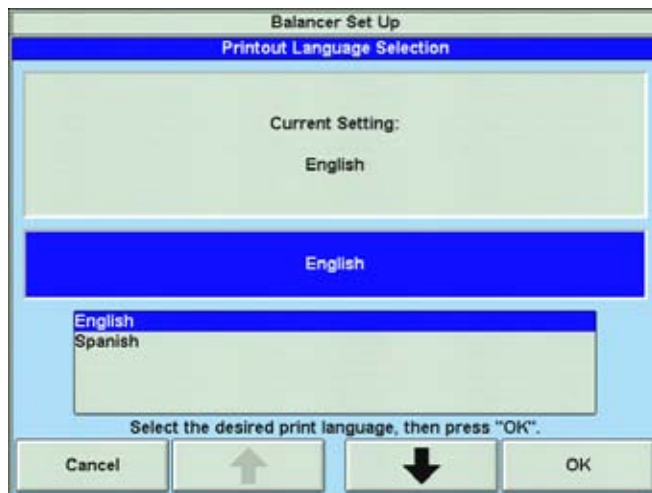 Balancer Set Up
Printout Language Selection
Current Setting:
English
English
English
Spanish
Select the desired print language, then press "OK".
Cancel
OK